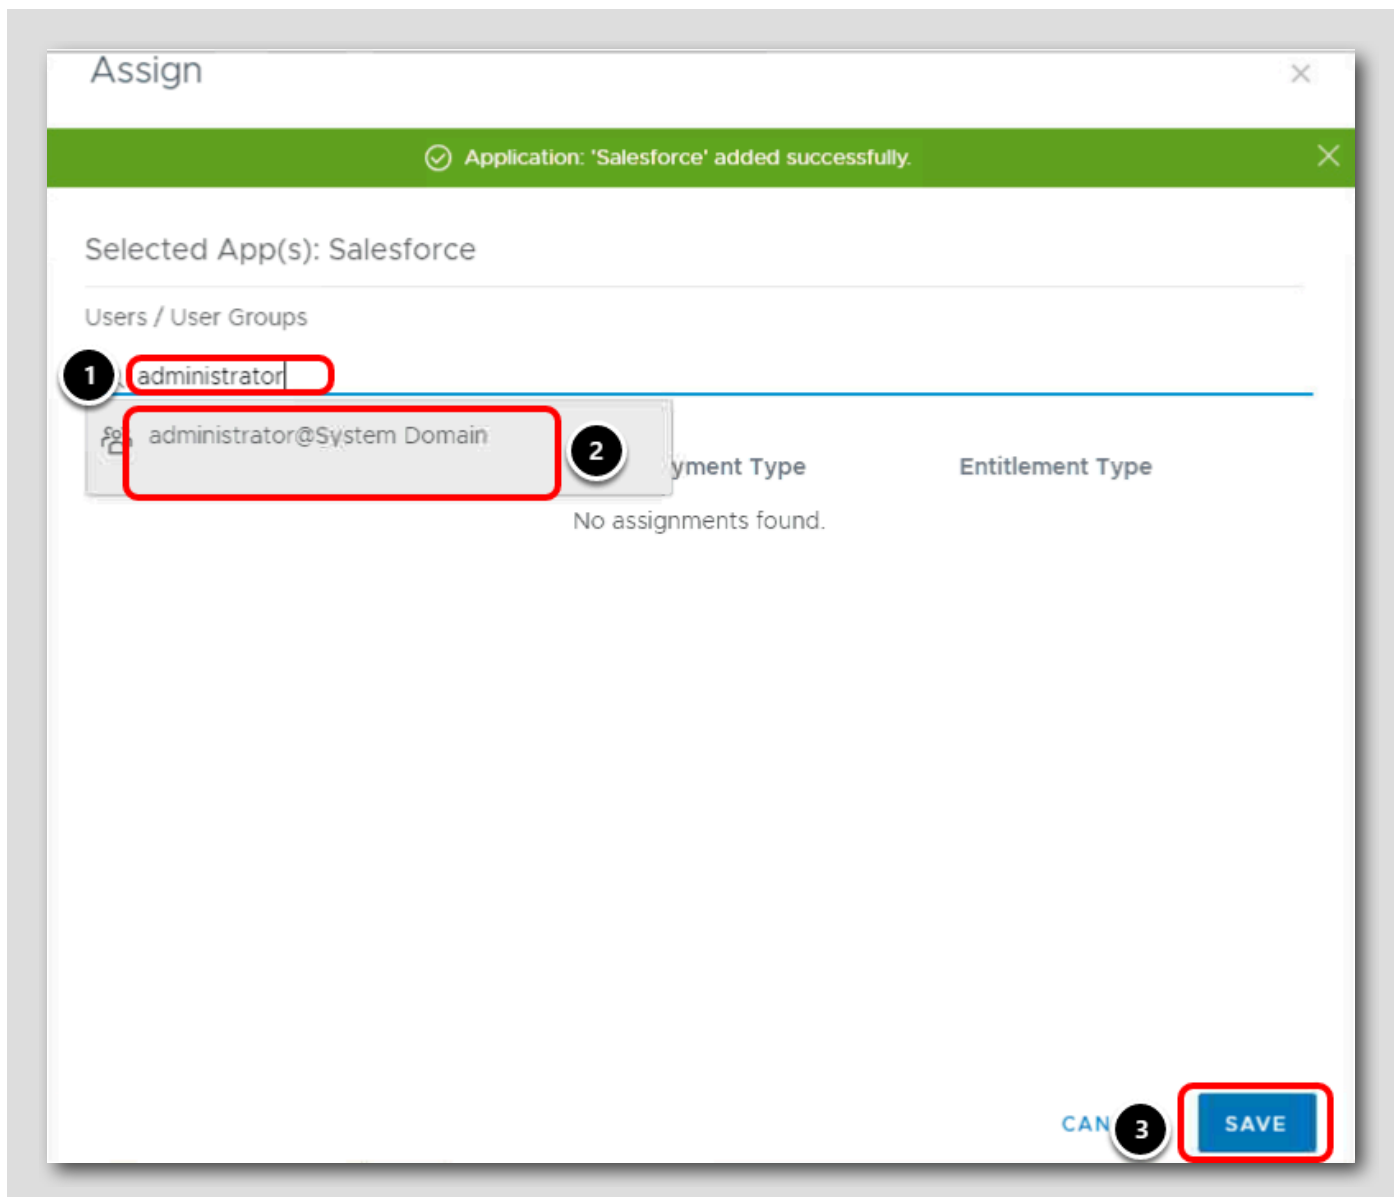 Assign
Application: 'Salesforce' added successfully.
Selected App(s): Salesforce
Users / User Groups
1 administrator
administrator@System Domain 2
yment Type Entitlement Type
No assignments found.
CAN 3 SAVE